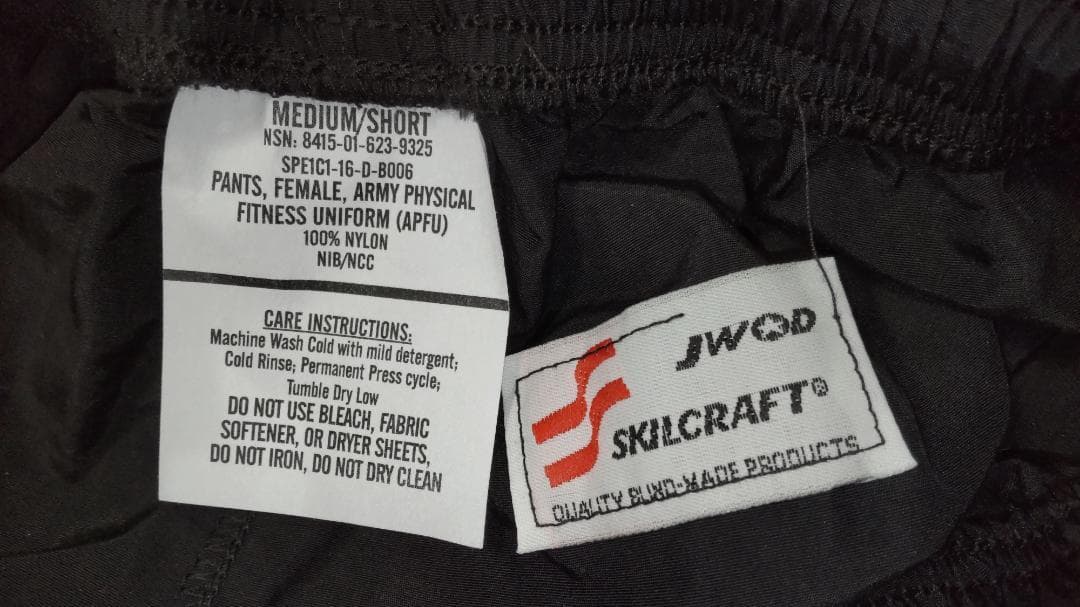 MEDIUM/SHORT
NSN: 8415-01-623-9325
SPE1C1-16-D-B006
PANTS, FEMALE, ARMY PHYSICAL
FITNESS UNIFORM (APFU)
100% NYLON
NIB/NCC
CARE INSTRUCTIONS:
Machine Wash Cold with mild detergent;
Cold Rinse; Permanent Press cycle;
Tumble Dry Low
DO NOT USE BLEACH, FABRIC
SOFTENER, OR DRYER SHEETS,
DO NOT IRON, DO NOT DRY CLEAN
JWOD
SKILCRAFT®
QUALITY BLIND-MADE PRODUCTS